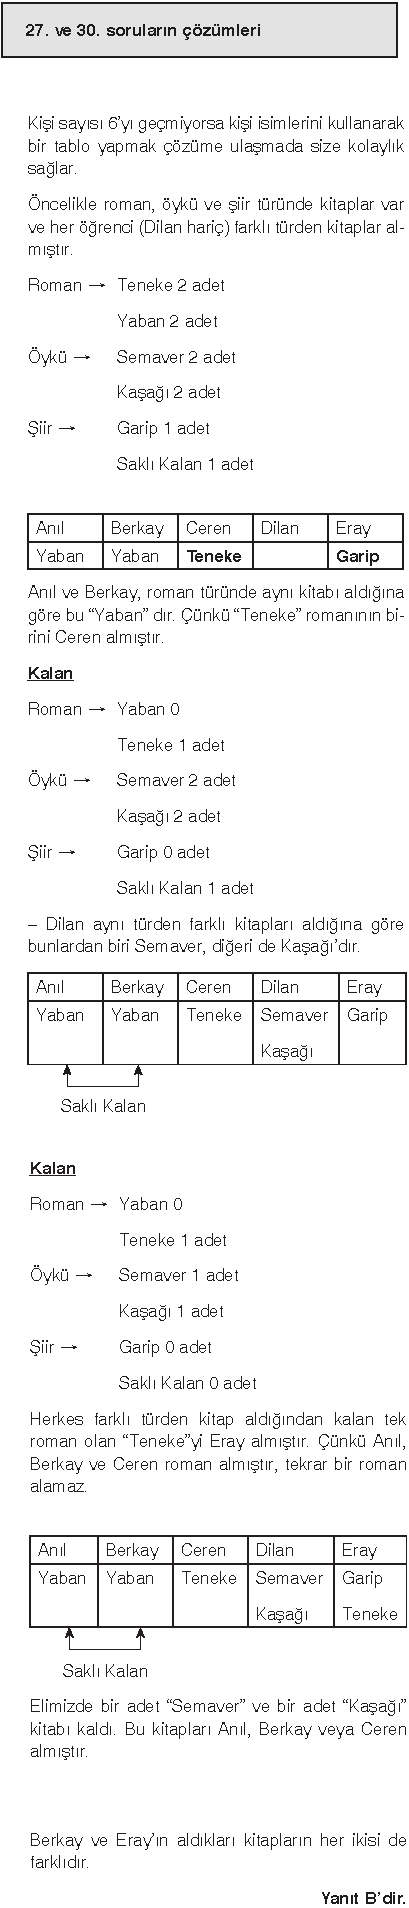 27. ve 30. soruların çözümleri
Kişi sayısı 6’yı geçmiyorsa kişi isimlerini kullanarak
bir tablo yapmak çözüme ulaşmada size kolaylık
sağlar.
Öncelikle roman, öykü ve şiir türünde kitaplar var
ve her öğrenci (Dilan hariç) farklı türden kitaplar al-
mıştır.
Roman → Teneke 2 adet
Yaban 2 adet
Öykü → Semaver 2 adet
Kaşağı 2 adet
Şiir → Garip 1 adet
Saklı Kalan 1 adet
Anıl Berkay Ceren Dilan Eray
Yaban Yaban Teneke Garip
Anıl ve Berkay, roman türünde aynı kitabı aldığına
göre bu “Yaban” dır. Çünkü “Teneke” romanının bi-
rini Ceren almıştır.
Kalan
Roman → Yaban 0
Teneke 1 adet
Öykü → Semaver 2 adet
Kaşağı 2 adet
Şiir → Garip 0 adet
Saklı Kalan 1 adet
– Dilan aynı türden farklı kitapları aldığına göre
bunlardan biri Semaver, diğeri de Kaşağı’dır.
Anıl Berkay Ceren Dilan Eray
Yaban Yaban Teneke Semaver Garip
Kaşağı
Saklı Kalan
Kalan
Roman → Yaban 0
Teneke 1 adet
Öykü → Semaver 1 adet
Kaşağı 1 adet
Şiir → Garip 0 adet
Saklı Kalan 0 adet
Herkes farklı türden kitap aldığından kalan tek
roman olan “Teneke”yi Eray almıştır. Çünkü Anıl,
Berkay ve Ceren roman almıştır, tekrar bir roman
alamaz.
Anıl Berkay Ceren Dilan Eray
Yaban Yaban Teneke Semaver Garip
Kaşağı Teneke
Saklı Kalan
Elimizde bir adet “Semaver” ve bir adet “Kaşağı”
kitabı kaldı. Bu kitapları Anıl, Berkay veya Ceren
almıştır.
Berkay ve Eray’ın aldıkları kitapların her ikisi de
farklıdır.
Yanıt B’dir.